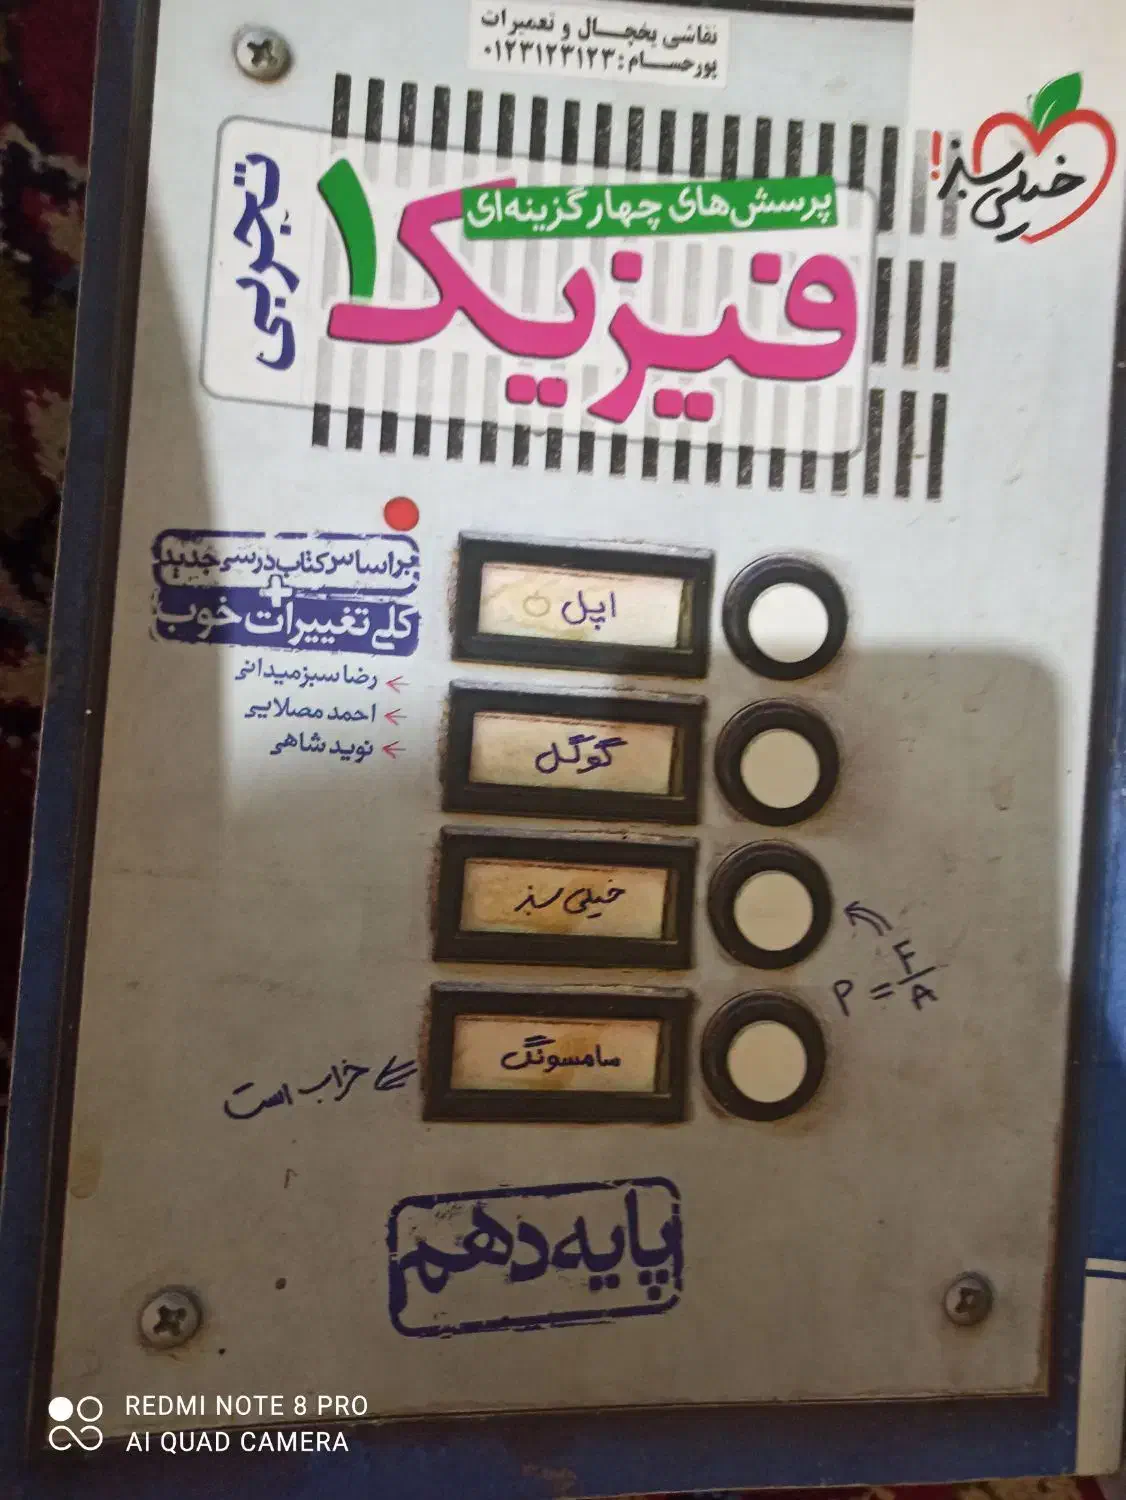 نقاشی یخچال و تعمیرات
پورحسام: ۰۱۲۳۱۲۳۱۲۳
خیلی سبز!
پرسش‌های چهارگزینه‌ای
فیزیک ۱
تجربی
براساس کتاب درسی جدید
+
کلی تغییرات خوب
رضا سبزمیدانی
احمد مصلایی
نوید شاهی
اپل
گوگل
خیلی سبز
P = F/A
سامسونگ
خراب است
پایه دهم
REDMI NOTE 8 PRO
AI QUAD CAMERA